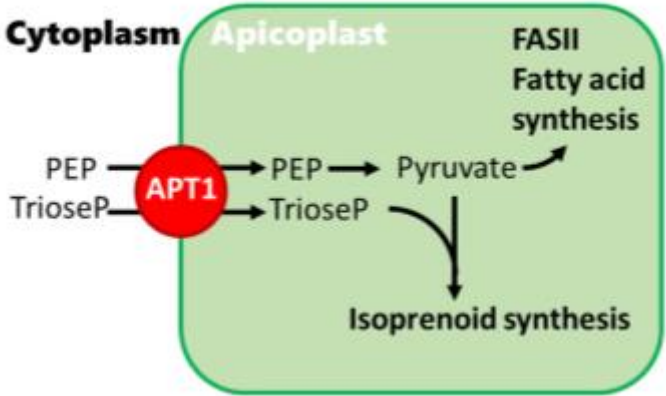 Cytoplasm Apicoplast
FASII
Fatty acid
synthesis
PEP APT1 PEP Pyruvate
TrioseP TrioseP
Isoprenoid synthesis